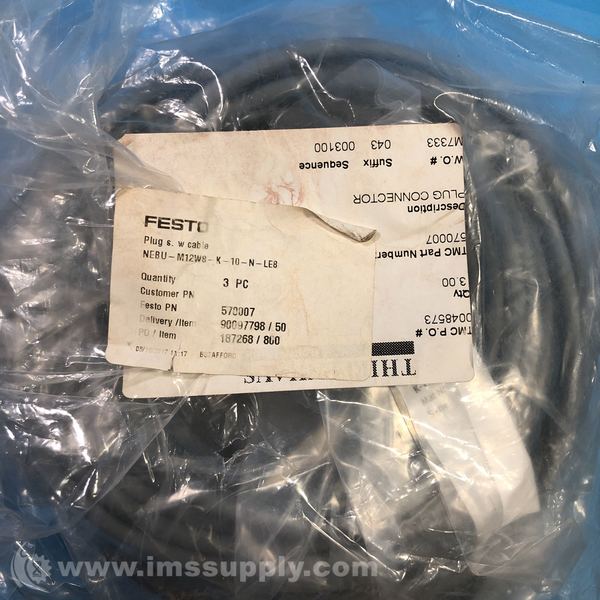 FESTO
Plug s. w cable
NEBU-M12W8-K-10-N-LE8
Quantity 3 PC
Customer PN
Festo PN 570007
Delivery /Item 90097798 / 50
PO / Item 187268 / 800
W.O. # Suffix Sequence
M7333 043 003100
Description
PLUG CONNECTOR
TMC Part Number
570007
Qty
3.00
TMC P.O. #
0048573
www.imssupply.com